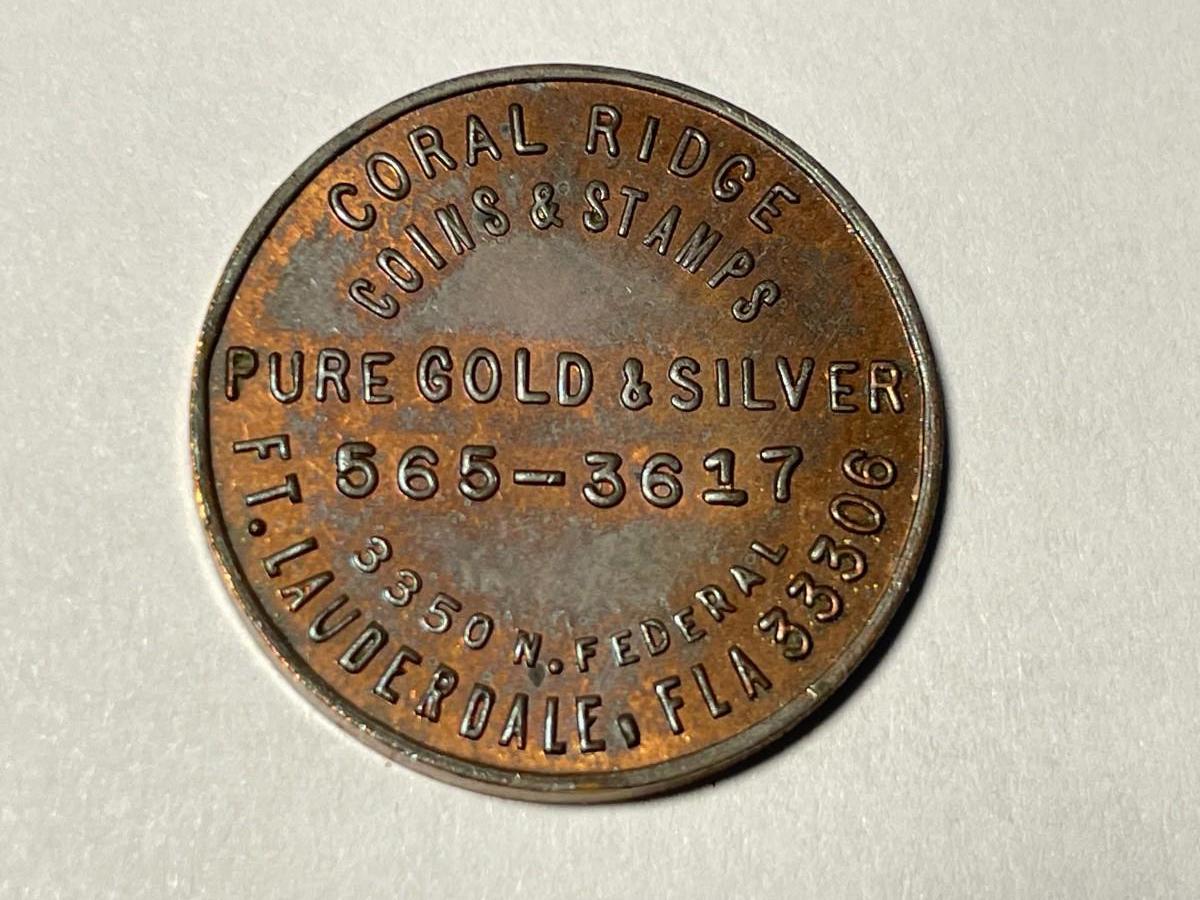 CORAL RIDGE
COINS & STAMPS
PURE GOLD & SILVER
565-3617
3350 N. FEDERAL
FT. LAUDERDALE, FLA 33306